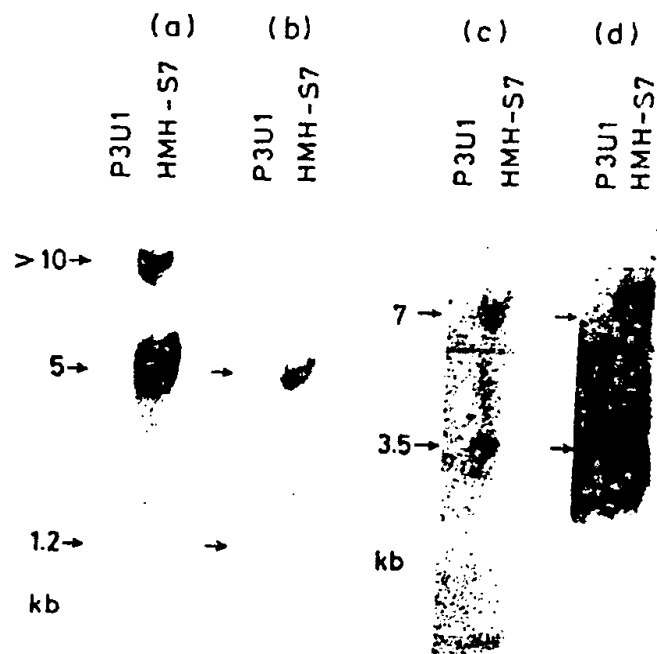 (a) (b) (c) (d)
P3U1 HMH-S7 P3U1 HMH-S7 P3U1 HMH-S7 P3U1 HMH-S7
> 10→
5→ →
1.2→ →
kb
7 → →
3.5→ →
kb